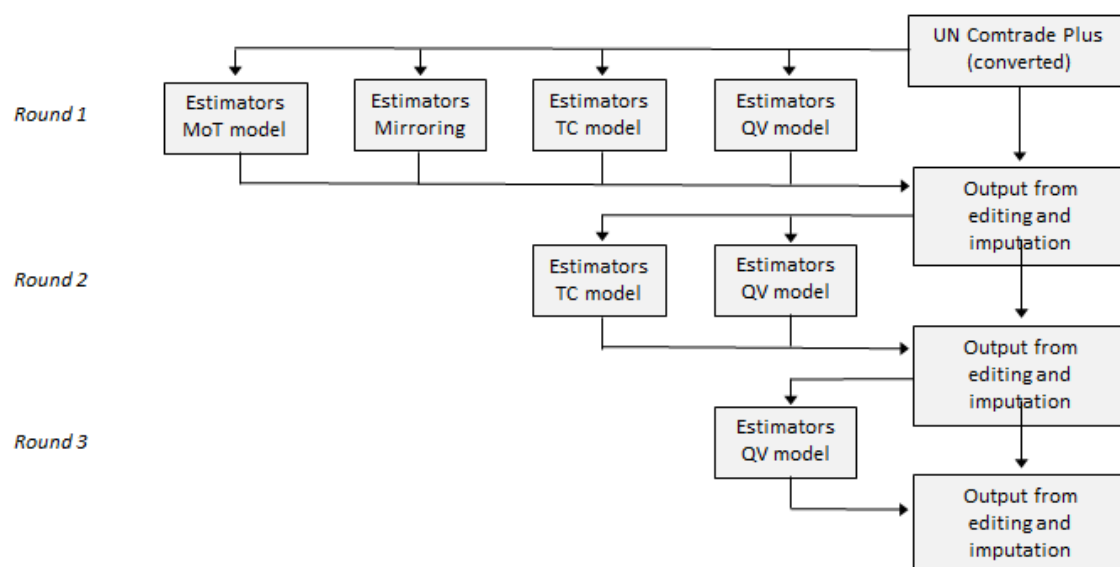 UN Comtrade Plus
(converted)
Round 1
Estimators
MoT model
Estimators
Mirroring
Estimators
TC model
Estimators
QV model
Output from
editing and
imputation
Round 2
Estimators
TC model
Estimators
QV model
Output from
editing and
imputation
Round 3
Estimators
QV model
Output from
editing and
imputation